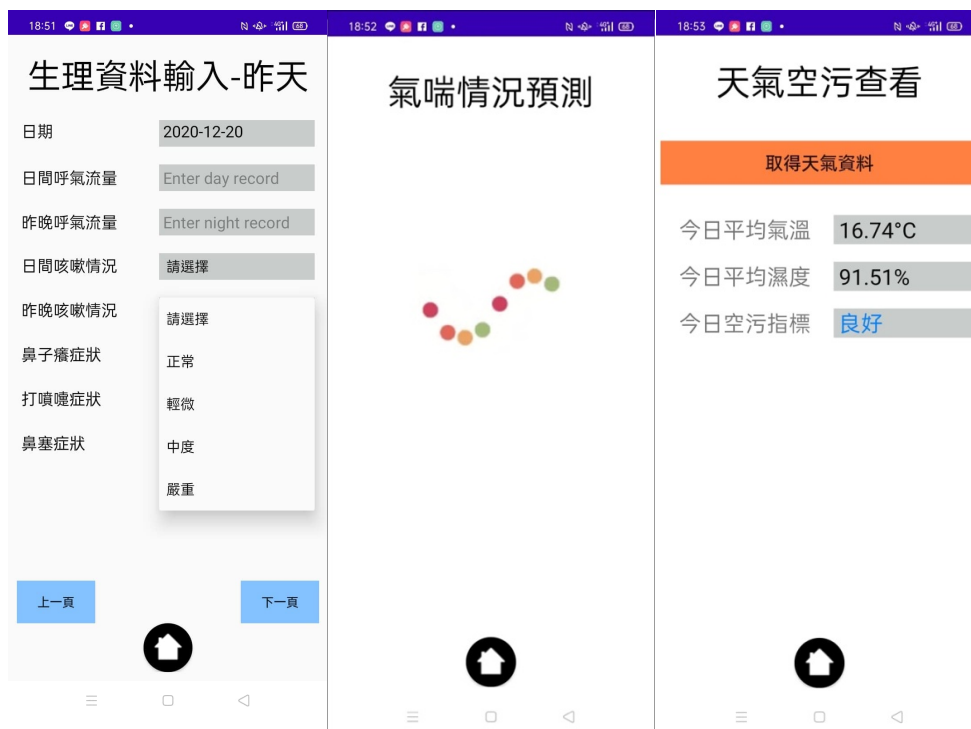 18:51
68
生理資料輸入-昨天
日期 2020-12-20
日間呼氣流量 Enter day record
昨晚呼氣流量 Enter night record
日間咳嗽情況 請選擇
昨晚咳嗽情況 請選擇
鼻子癢症狀 正常
打噴嚏症狀 輕微
鼻塞症狀 中度
嚴重
上一頁 下一頁
18:52
68
氣喘情況預測
18:53
68
天氣空污查看
取得天氣資料
今日平均氣溫 16.74°C
今日平均濕度 91.51%
今日空污指標 良好